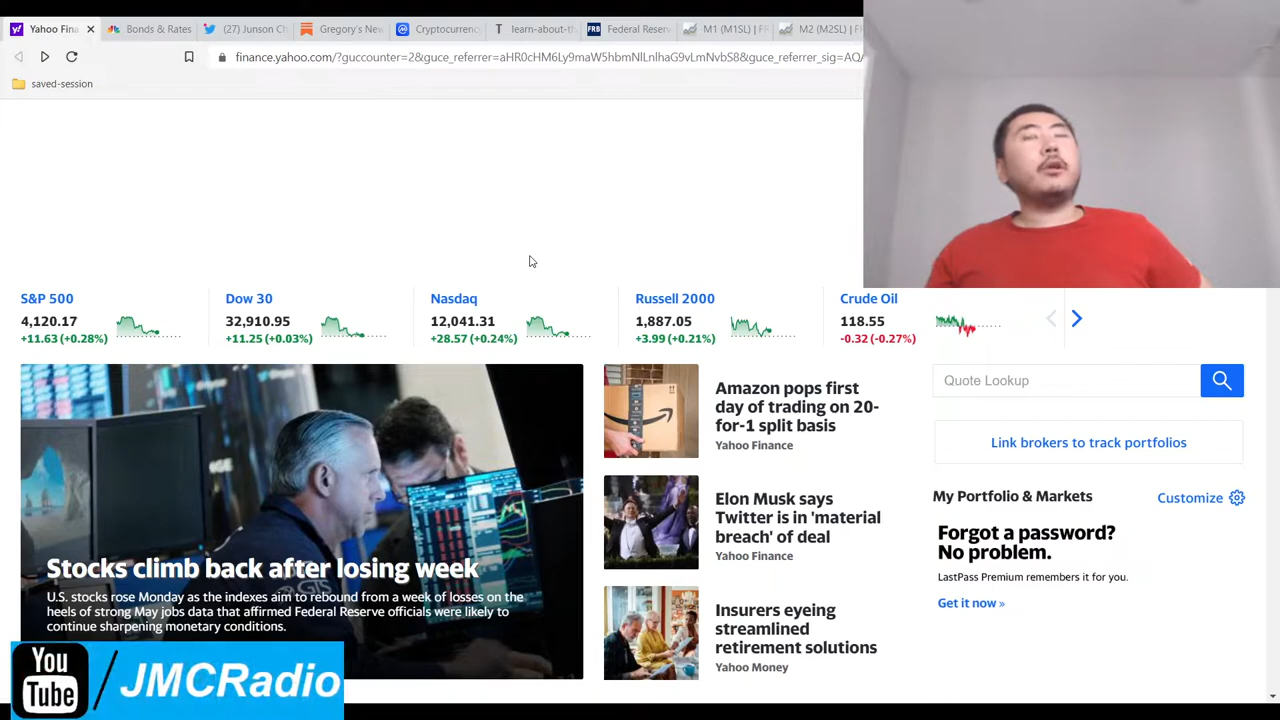 Yahoo Fina
Bonds & Rates
(27) Junson Ch
Gregory's New
Cryptocurrenc
learn-about-th
FRB
Federal Reserv
M1 (M1SL) | FR
M2 (M2SL) | F
finance.yahoo.com/?guccounter=2&guce_referrer=
saved-session
S&P 500
4,120.17
+11.63 (+0.28%)
Dow 30
32,910.95
+11.25 (+0.03%)
Nasdaq
12,041.31
+28.57 (+0.24%)
Russell 2000
1,887.05
+3.99 (+0.21%)
Crude Oil
118.55
-0.32 (-0.27%)
Stocks climb back after losing week
U.S. stocks rose Monday as the indexes aim to rebound from a week of losses on the
heels of strong May jobs data that affirmed Federal Reserve officials were likely to
continue sharpening monetary conditions.
Amazon pops first
day of trading on 20-
for-1 split basis
Yahoo Finance
Elon Musk says
Twitter is in 'material
breach' of deal
Yahoo Finance
Insurers eyeing
streamlined
retirement solutions
Yahoo Money
Quote Lookup
Link brokers to track portfolios
My Portfolio & Markets
Customize
Forgot a password?
No problem.
LastPass Premium remembers it for you.
Get it now »
You
Tube
/JMCRadio